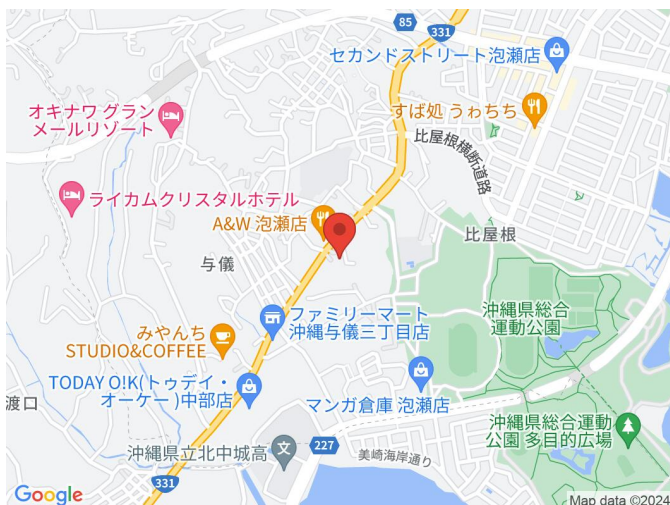 85
331
セカンドストリート泡瀬店
オキナワ グラン
メールリゾート
すば処 うゎちち
比屋根横断道路
ライカムクリスタルホテル
A&W 泡瀬店
比屋根
与儀
沖縄県総合
運動公園
ファミリーマート
沖縄与儀三丁目店
みやんち
STUDIO&COFFEE
TODAY O!K(トゥデイ・
オーケー )中部店
マンガ倉庫 泡瀬店
渡口
沖縄県総合運動
公園 多目的広場
227
沖縄県立北中城高
文
美崎海岸通り
331
Google
Map data ©2024